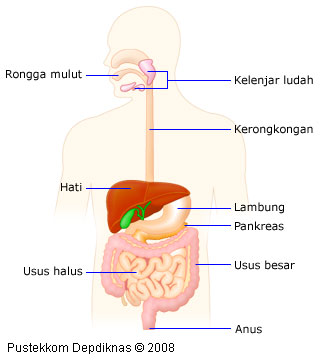 Rongga mulut
Kelenjar ludah
Kerongkongan
Hati
Lambung
Pankreas
Usus halus
Usus besar
Anus
Pustekkom Depdiknas © 2008